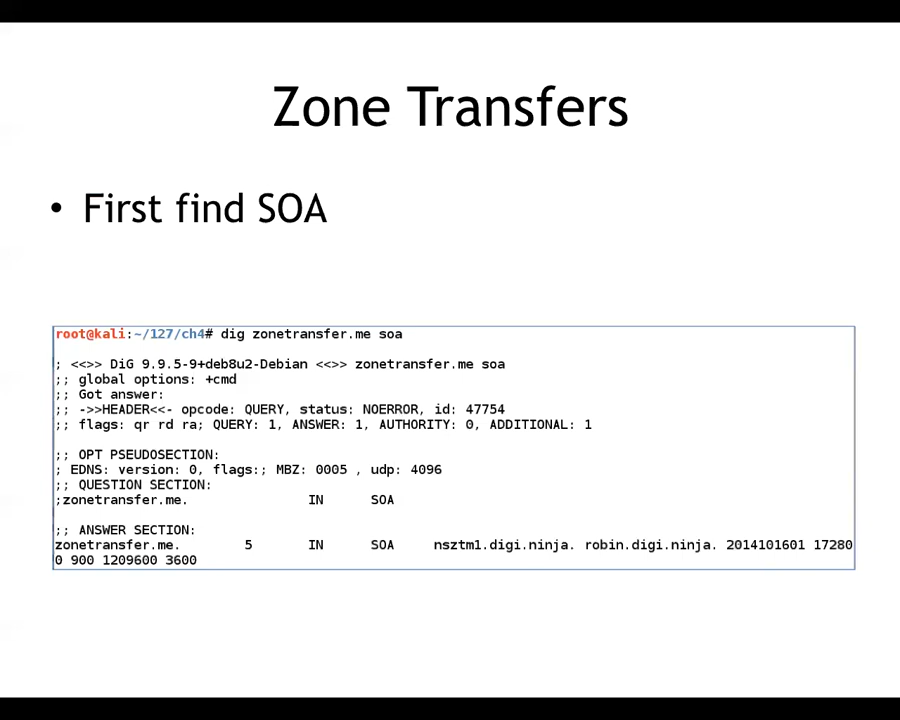 Zone Transfers
• First find SOA
root@kali:~/127/ch4# dig zonetransfer.me soa
; <<>> DiG 9.9.5-9+deb8u2-Debian <<>> zonetransfer.me soa
;; global options: +cmd
;; Got answer:
;; ->>HEADER<<- opcode: QUERY, status: NOERROR, id: 47754
;; flags: qr rd ra; QUERY: 1, ANSWER: 1, AUTHORITY: 0, ADDITIONAL: 1
;; OPT PSEUDOSECTION:
; EDNS: version: 0, flags:; MBZ: 0005 , udp: 4096
;; QUESTION SECTION:
;zonetransfer.me. IN SOA
;; ANSWER SECTION:
zonetransfer.me. 5 IN SOA nsztm1.digi.ninja. robin.digi.ninja. 2014101601 17280
0 900 1209600 3600